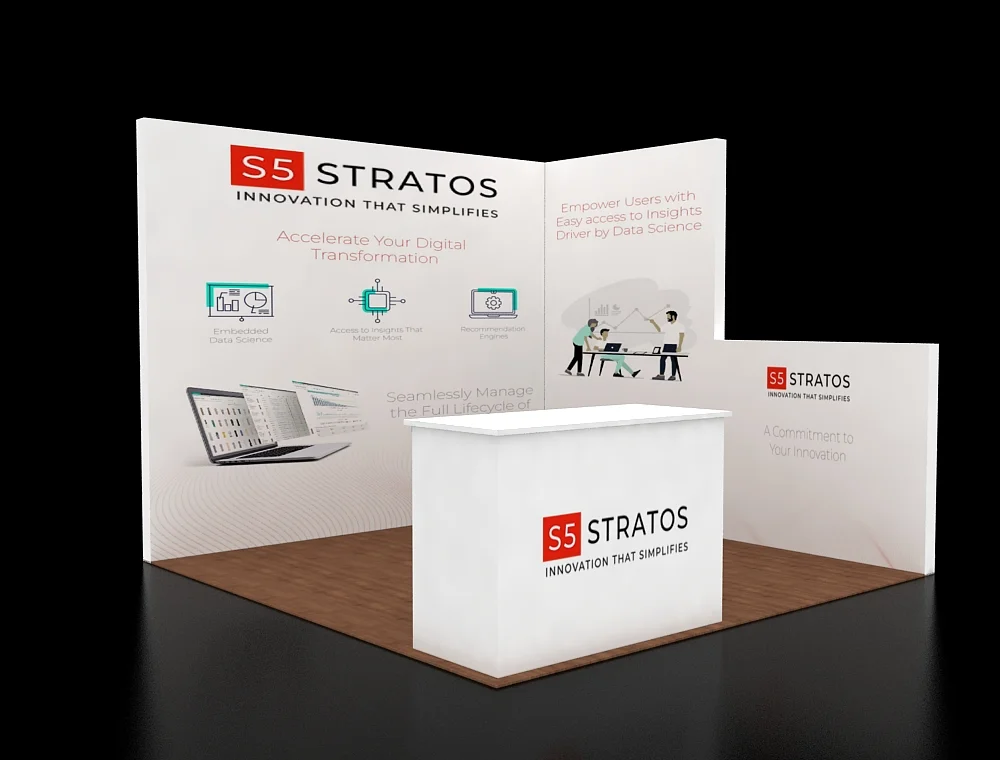 S5 STRATOS
INNOVATION THAT SIMPLIFIES
Accelerate Your Digital
Transformation
Embedded
Data Science
Access to Insights That
Matter Most
Recommendation
Engines
Seamlessly Manage
the Full Lifecycle of
Empower Users with
Easy access to Insights
Driver by Data Science
S5 STRATOS
INNOVATION THAT SIMPLIFIES
A Commitment to
Your Innovation
S5 STRATOS
INNOVATION THAT SIMPLIFIES